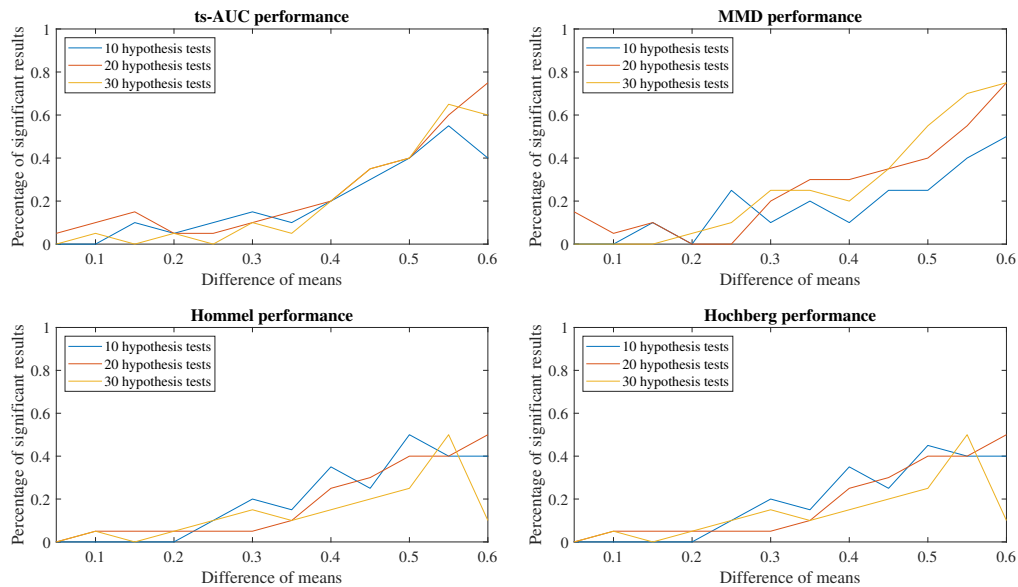 ts-AUC performance
Percentage of significant results
1
0.8
0.6
0.4
0.2
0
10 hypothesis tests
20 hypothesis tests
30 hypothesis tests
0.1 0.2 0.3 0.4 0.5 0.6
Difference of means
MMD performance
Percentage of significant results
1
0.8
0.6
0.4
0.2
0
10 hypothesis tests
20 hypothesis tests
30 hypothesis tests
0.1 0.2 0.3 0.4 0.5 0.6
Difference of means
Hommel performance
Percentage of significant results
1
0.8
0.6
0.4
0.2
0
10 hypothesis tests
20 hypothesis tests
30 hypothesis tests
0.1 0.2 0.3 0.4 0.5 0.6
Difference of means
Hochberg performance
Percentage of significant results
1
0.8
0.6
0.4
0.2
0
10 hypothesis tests
20 hypothesis tests
30 hypothesis tests
0.1 0.2 0.3 0.4 0.5 0.6
Difference of means